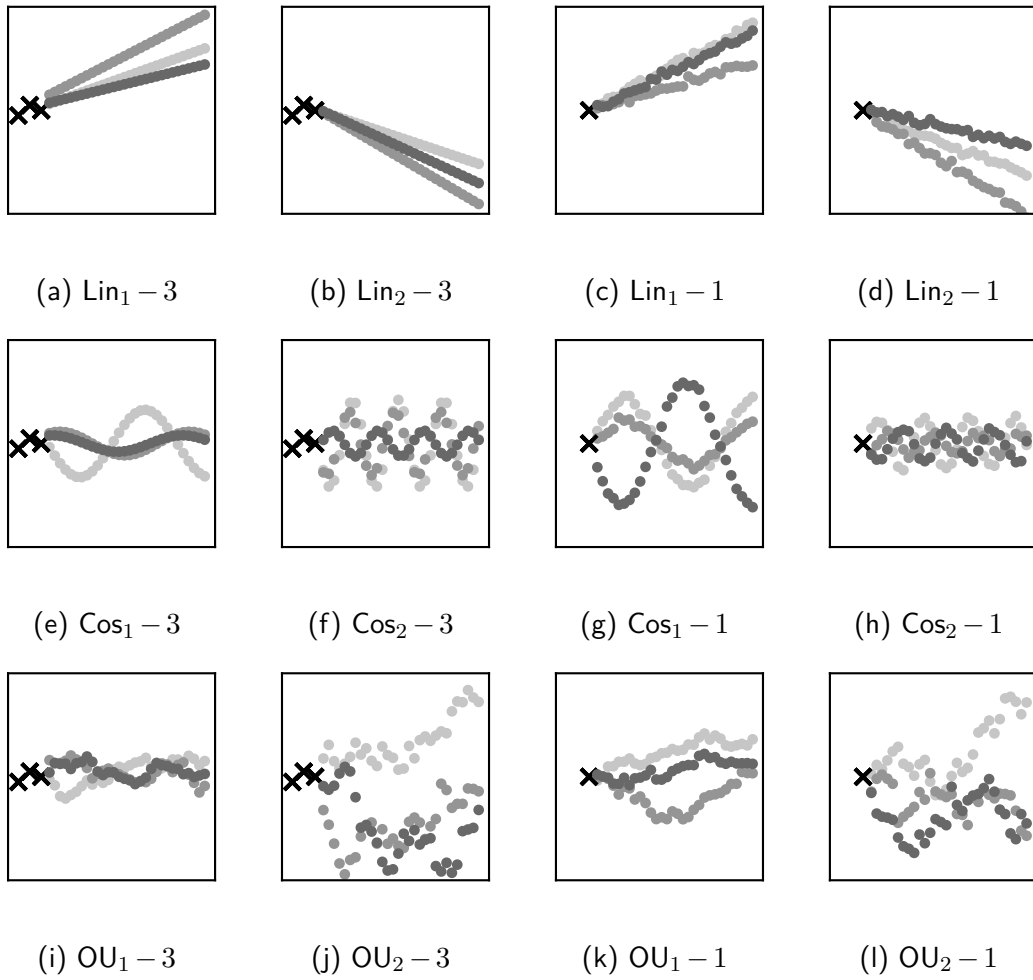 (a) Lin₁ − 3 (b) Lin₂ − 3 (c) Lin₁ − 1 (d) Lin₂ − 1
(e) Cos₁ − 3 (f) Cos₂ − 3 (g) Cos₁ − 1 (h) Cos₂ − 1
(i) OU₁ − 3 (j) OU₂ − 3 (k) OU₁ − 1 (l) OU₂ − 1